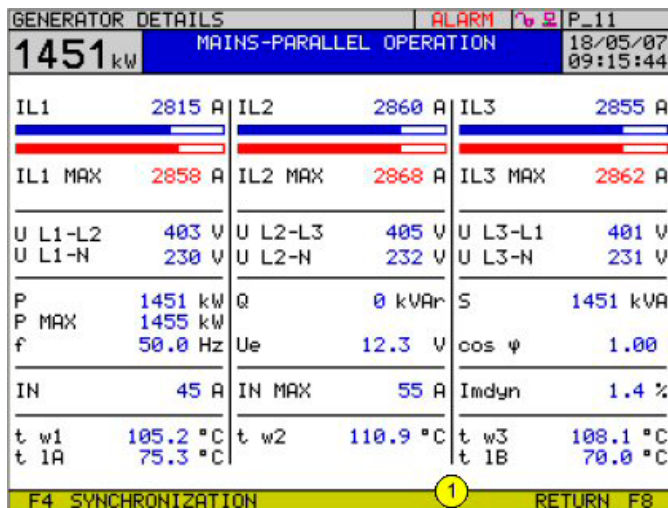 GENERATOR DETAILS ALARM P_11
1451 kW MAINS-PARALLEL OPERATION 18/05/07
09:15:44
IL1 2815 A IL2 2860 A IL3 2855 A
IL1 MAX 2858 A IL2 MAX 2868 A IL3 MAX 2862 A
U L1-L2 403 V U L2-L3 405 V U L3-L1 401 V
U L1-N 230 V U L2-N 232 V U L3-N 231 V
P 1451 kW Q 0 kVAr S 1451 kVA
P MAX 1455 kW
f 50.0 Hz Ue 12.3 V cos φ 1.00
IN 45 A IN MAX 55 A Imdyn 1.4 %
t w1 105.2 °C t w2 110.9 °C t w3 108.1 °C
t lA 75.3 °C t lB 70.0 °C
F4 SYNCHRONIZATION 1 RETURN F8